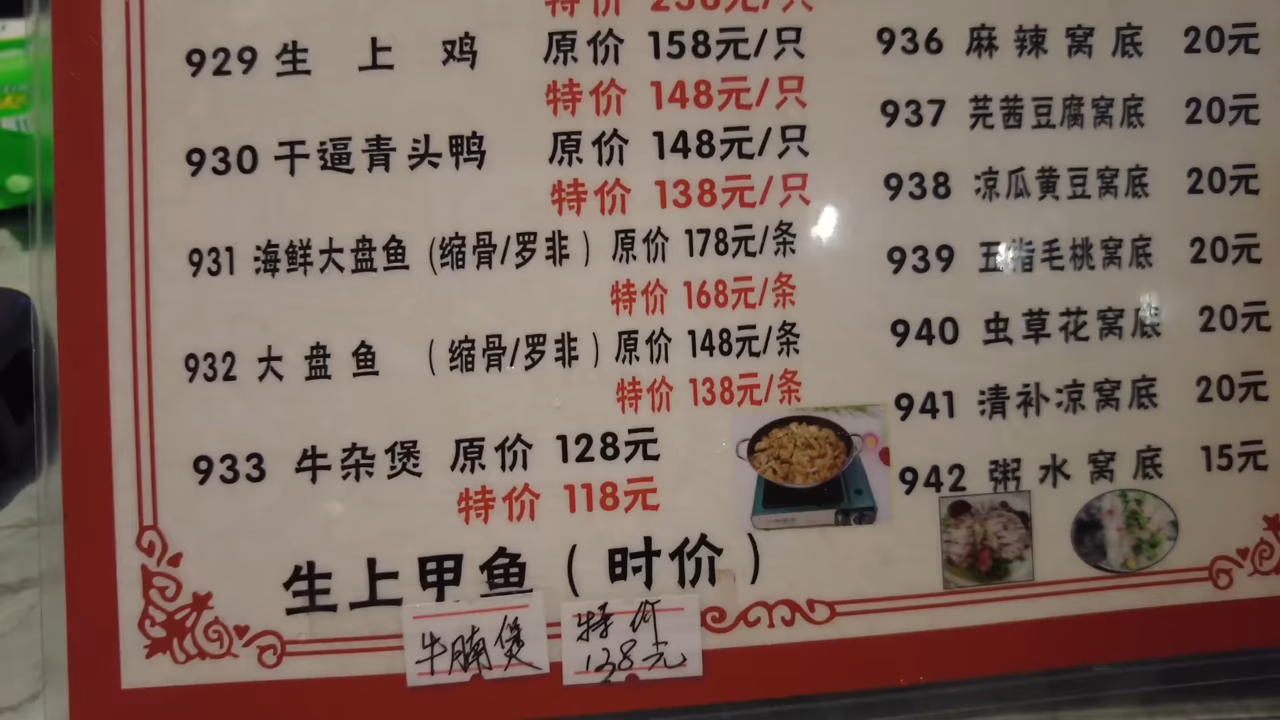 特价 238元/只
929 生上鸡 原价 158元/只
特价 148元/只
930 干逼青头鸭 原价 148元/只
特价 138元/只
931 海鲜大盘鱼 (缩骨/罗非) 原价 178元/条
特价 168元/条
932 大盘鱼 (缩骨/罗非) 原价 148元/条
特价 138元/条
933 牛杂煲 原价 128元
特价 118元
生上甲鱼 (时价)
牛腩煲 特价
138元
936 麻辣窝底 20元
937 芫茜豆腐窝底 20元
938 凉瓜黄豆窝底 20元
939 五指毛桃窝底 20元
940 虫草花窝底 20元
941 清补凉窝底 20元
942 粥水窝底 15元